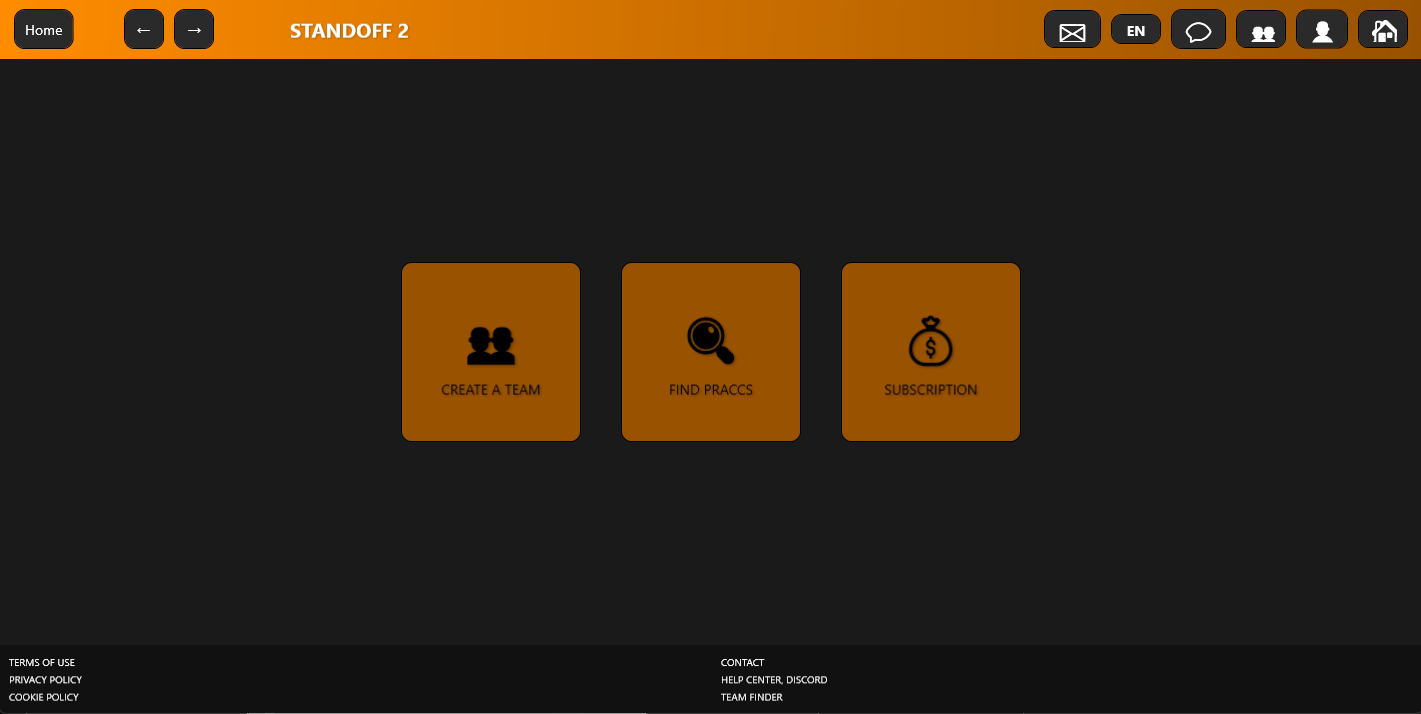 Home ← → STANDOFF 2 EN
CREATE A TEAM
FIND PRACCS
SUBSCRIPTION
TERMS OF USE
PRIVACY POLICY
COOKIE POLICY
CONTACT
HELP CENTER, DISCORD
TEAM FINDER